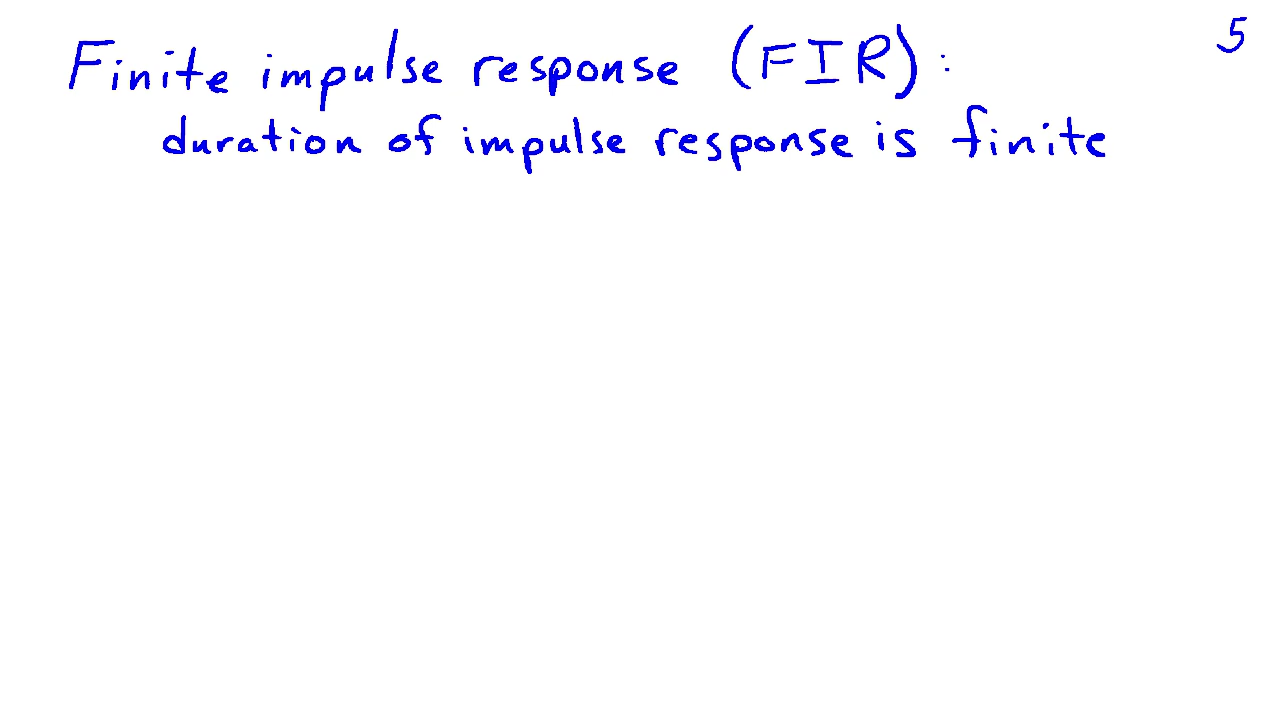 5
Finite impulse response (FIR):
duration of impulse response is finite